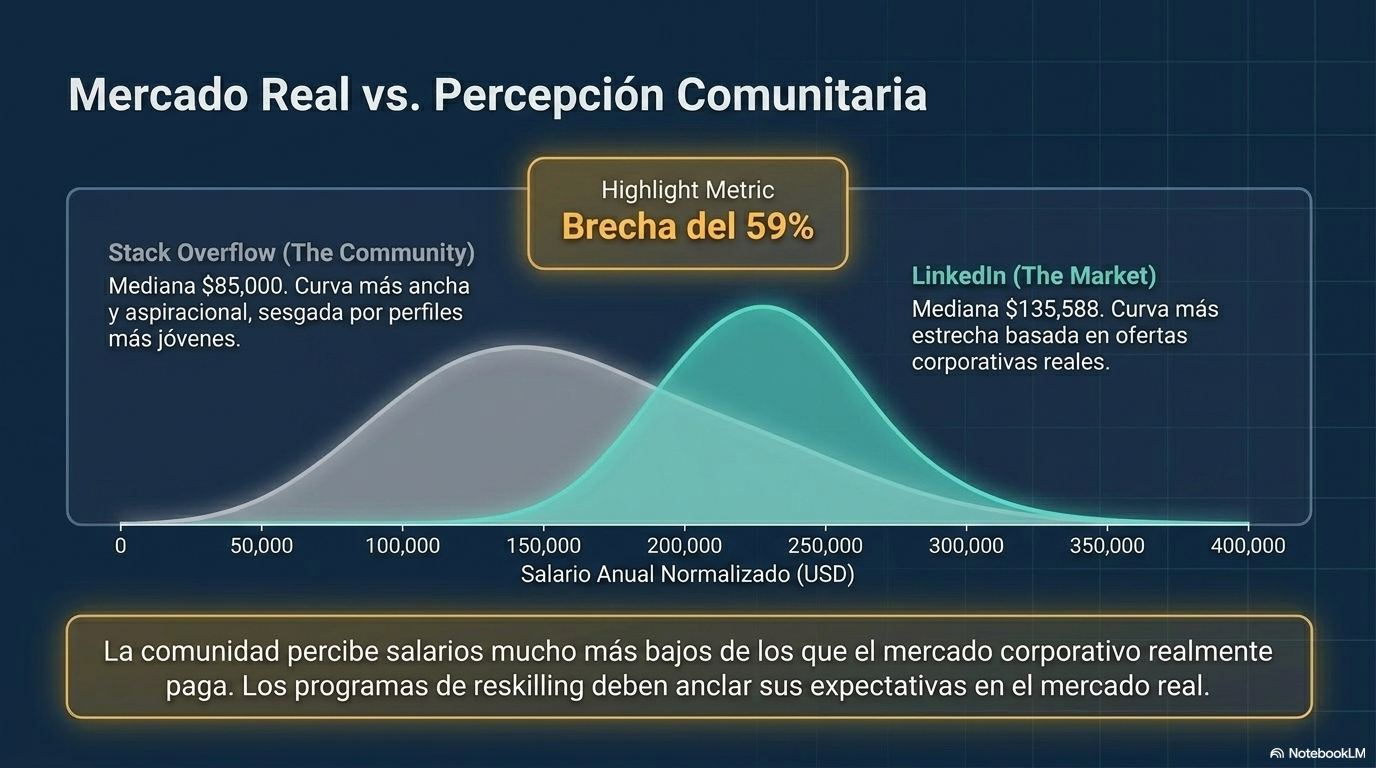 Mercado Real vs. Percepción Comunitaria
Highlight Metric
Brecha del 59%
Stack Overflow (The Community)
Mediana $85,000. Curva más ancha
y aspiracional, sesgada por perfiles
más jóvenes.
LinkedIn (The Market)
Mediana $135,588. Curva más
estrecha basada en ofertas
corporativas reales.
0 50,000 100,000 150,000 200,000 250,000 300,000 350,000 400,000
Salario Anual Normalizado (USD)
La comunidad percibe salarios mucho más bajos de los que el mercado corporativo realmente
paga. Los programas de reskilling deben anclar sus expectativas en el mercado real.
NotebookLM